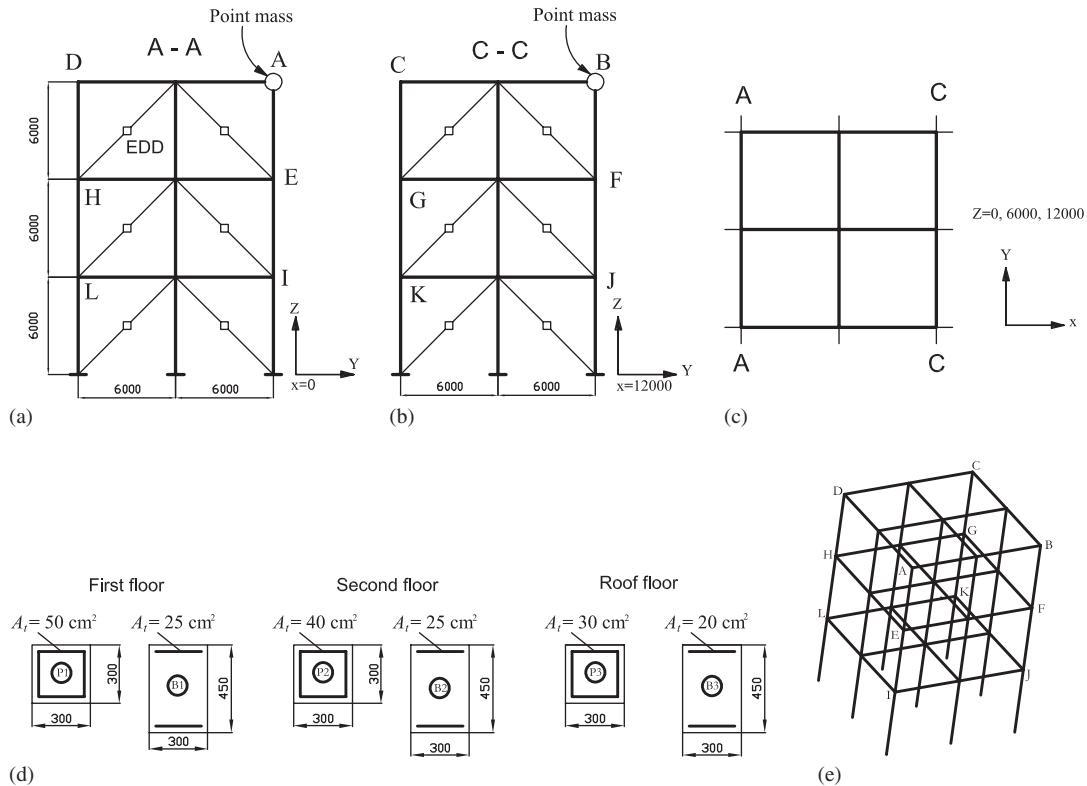 Point mass
A - A
D
A
EDD
H
E
L
I
6000
6000
6000
6000
6000
Z
Y
x=0
(a)
Point mass
C - C
C
B
G
F
K
J
6000
6000
Z
Y
x=12000
(b)
A
C
A
C
Z=0, 6000, 12000
Y
x
(c)
First floor
A_t = 50 cm²
A_t = 25 cm²
P1
B1
300
300
450
300
Second floor
A_t = 40 cm²
A_t = 25 cm²
P2
B2
300
300
450
300
Roof floor
A_t = 30 cm²
A_t = 20 cm²
P3
B3
300
300
450
300
(d)
C
D
G
B
H
A
K
L
F
E
J
I
(e)